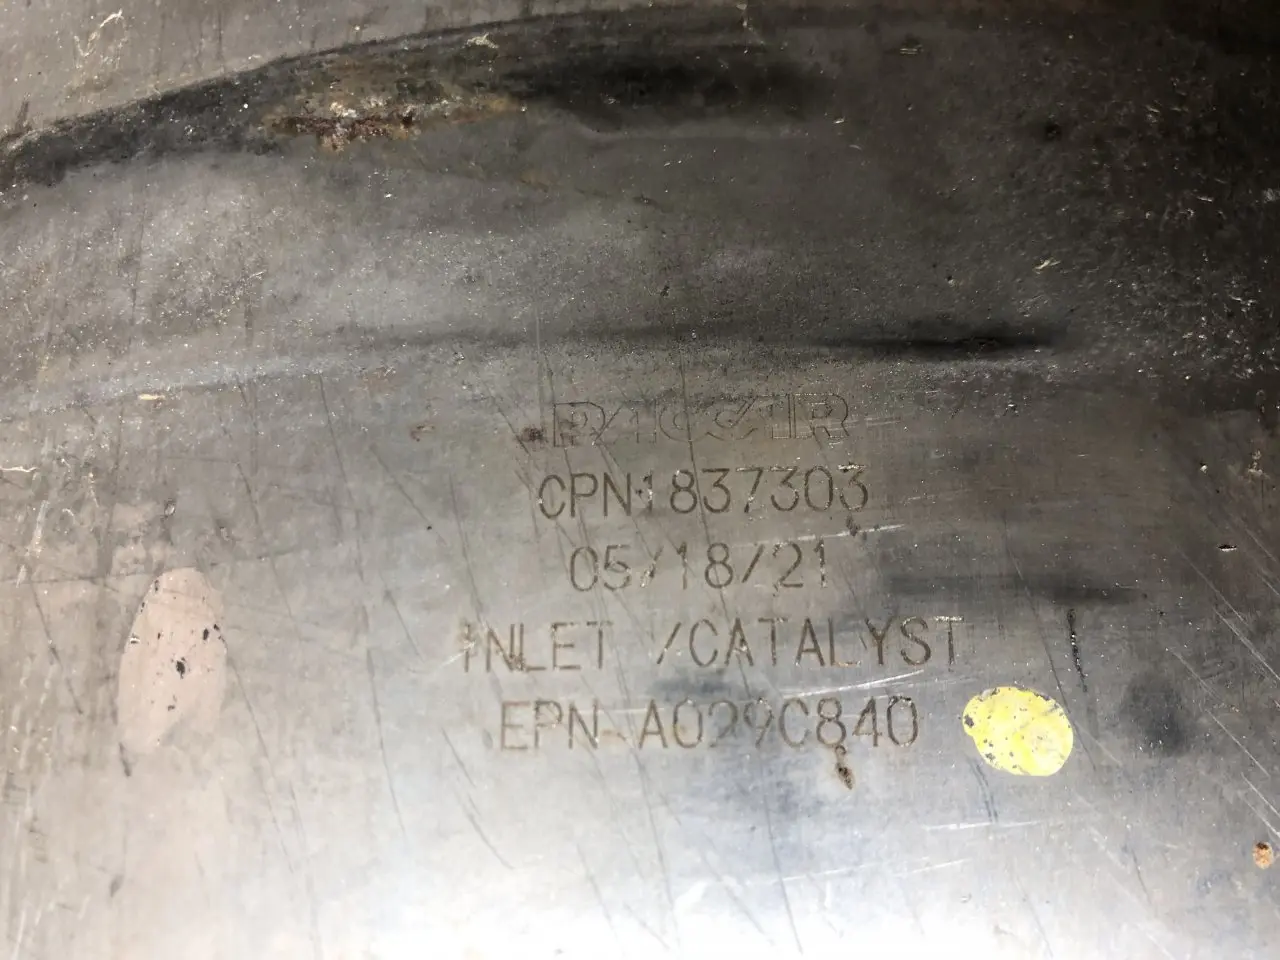 PACCAR
CPN1837303
05/18/21
INLET /CATALYST
EPN A029C840